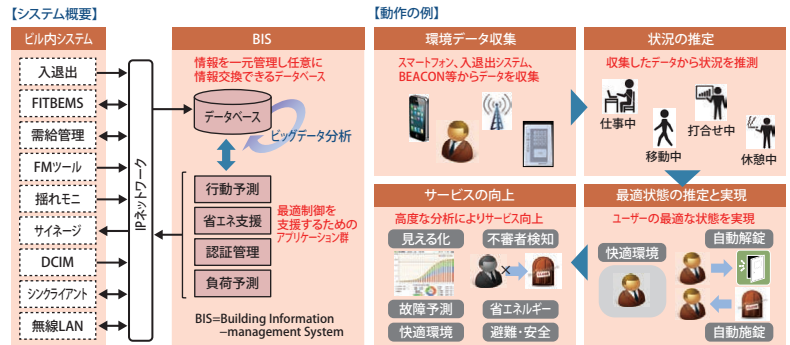 【システム概要】
ビル内システム
入退出
FITBEMS
需給管理
FMツール
揺れモニ
サイネージ
DCIM
シンクライアント
無線LAN
IPネットワーク
BIS
情報を一元管理し任意に
情報交換できるデータベース
データベース
ビッグデータ分析
行動予測
省エネ支援
認証管理
負荷予測
最適制御を
支援するための
アプリケーション群
BIS=Building Information
−management System
【動作の例】
環境データ収集
スマートフォン、入退出システム、
BEACON等からデータを収集
状況の推定
収集したデータから状況を推測
仕事中
移動中
打合せ中
休憩中
サービスの向上
高度な分析によりサービス向上
見える化
不審者検知
故障予測
省エネルギー
快適環境
避難・安全
最適状態の推定と実現
ユーザーの最適な状態を実現
快適環境
自動解錠
自動施錠